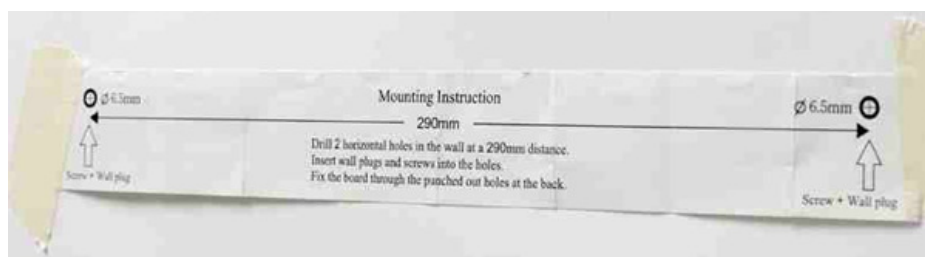 Mounting Instruction
Ø 6.5mm
Ø 6.5mm
290mm
Drill 2 horizontal holes in the wall at a 290mm distance.
Insert wall plugs and screws into the holes.
Fix the board through the panched out holes at the back.
Screw + Wall plug
Screw + Wall plug